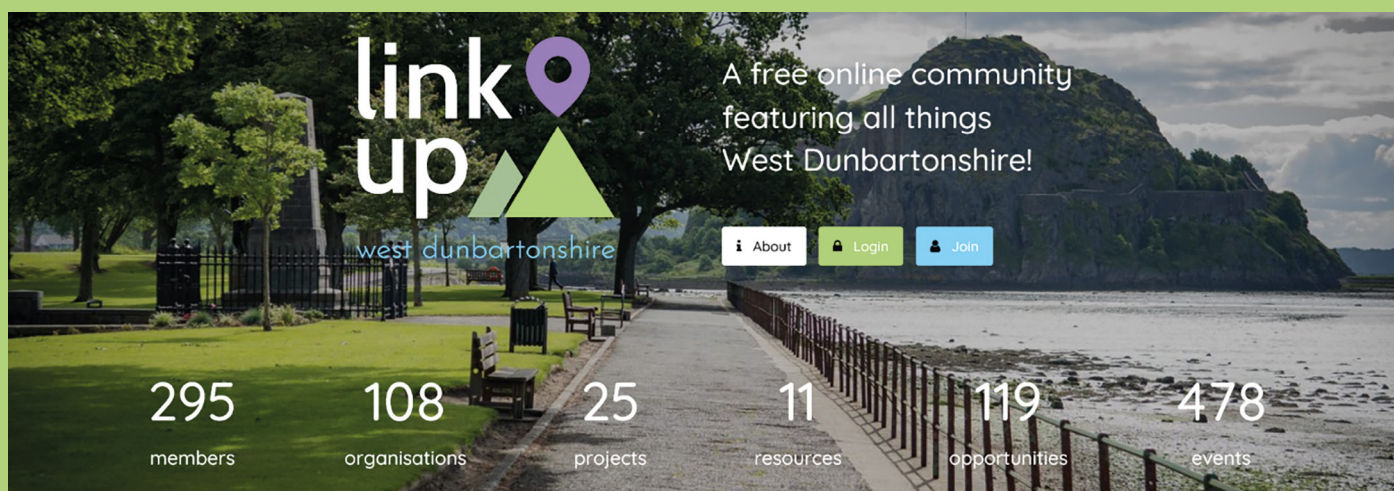 link
up
west dunbartonshire
A free online community
featuring all things
West Dunbartonshire!
About
Login
Join
295
members
108
organisations
25
projects
11
resources
119
opportunities
478
events